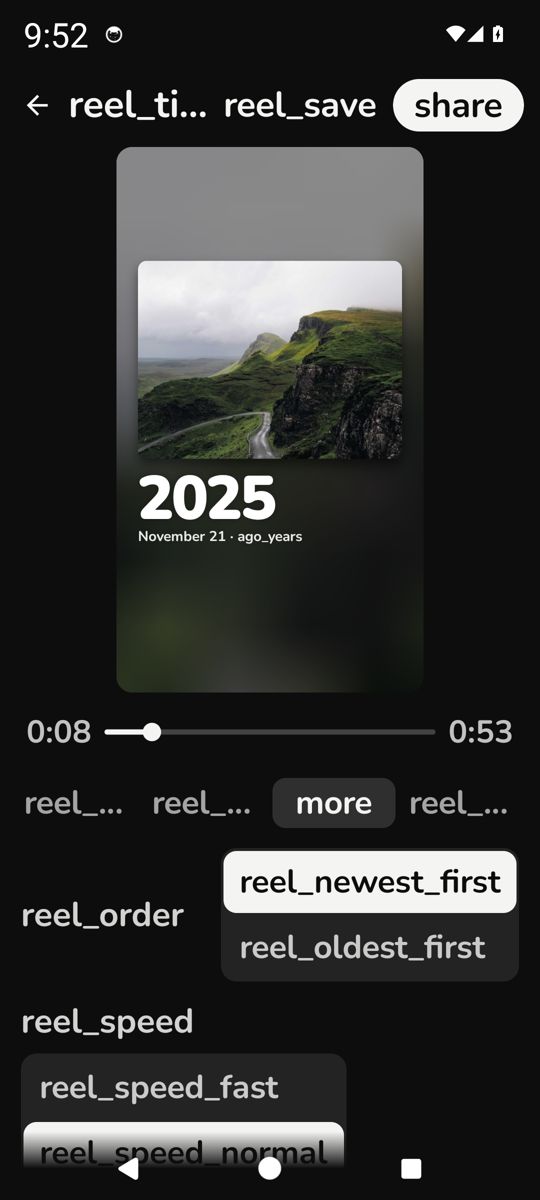 9:52
reel_ti...
reel_save
share
2025
November 21 · ago_years
0:08
0:53
reel_...
reel_...
more
reel_...
reel_order
reel_newest_first
reel_oldest_first
reel_speed
reel_speed_fast
reel_speed_normal